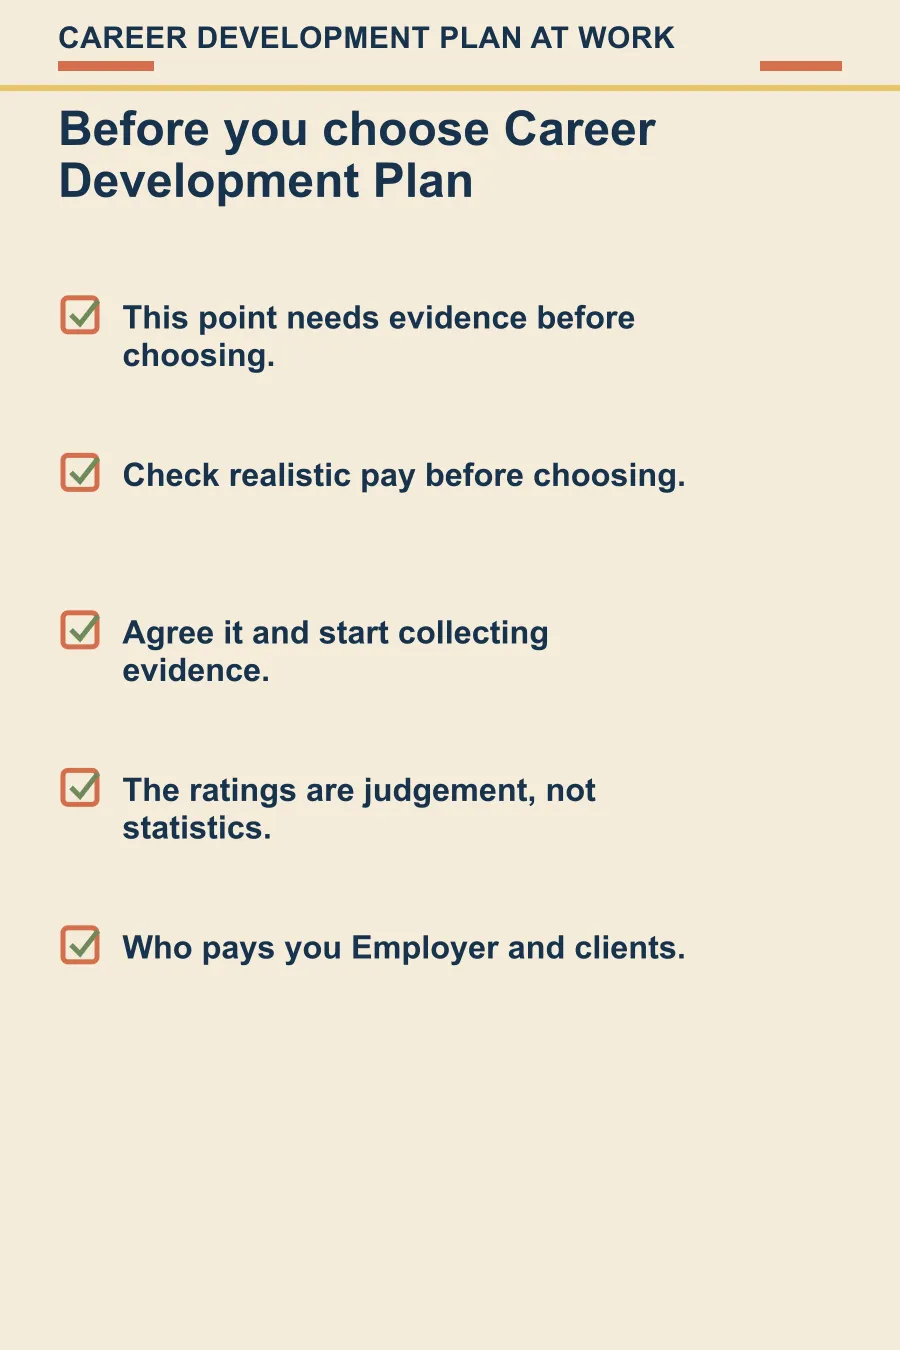 CAREER DEVELOPMENT PLAN AT WORK
Before you choose Career
Development Plan
This point needs evidence before
choosing.
Check realistic pay before choosing.
Agree it and start collecting
evidence.
The ratings are judgement, not
statistics.
Who pays you Employer and clients.